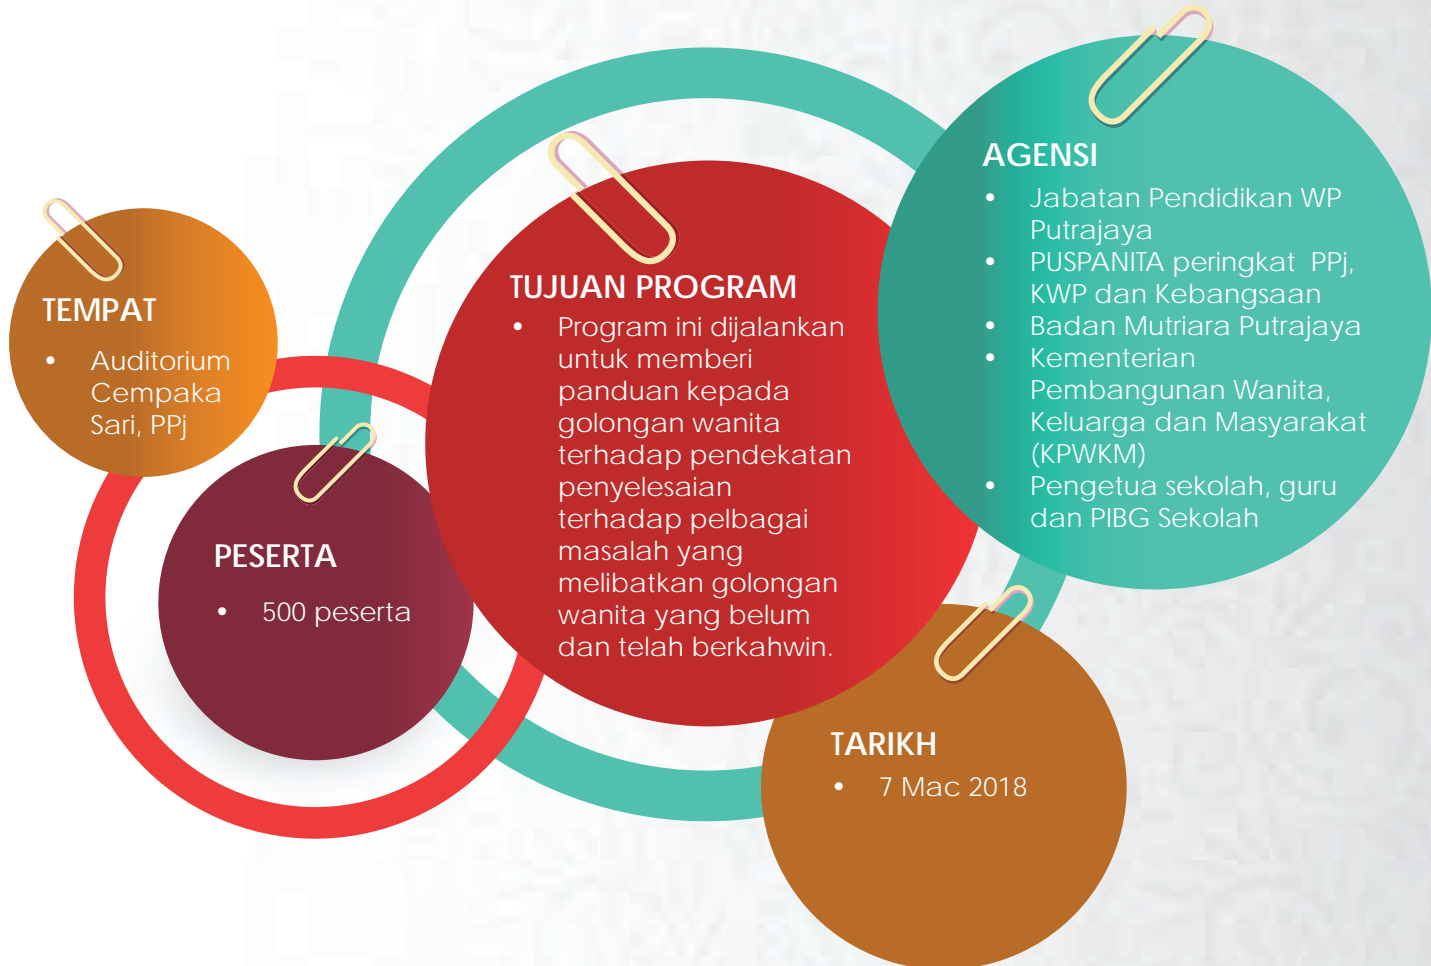 TEMPAT
• Auditorium
Cempaka
Sari, PPj
PESERTA
• 500 peserta
TUJUAN PROGRAM
• Program ini dijalankan
untuk memberi
panduan kepada
golongan wanita
terhadap pendekatan
penyelesaian
terhadap pelbagai
masalah yang
melibatkan golongan
wanita yang belum
dan telah berkahwin.
AGENSI
• Jabatan Pendidikan WP
Putrajaya
• PUSPANITA peringkat PPj,
KWP dan Kebangsaan
• Badan Mutriara Putrajaya
• Kementerian
Pembangunan Wanita,
Keluarga dan Masyarakat
(KPWKM)
• Pengetua sekolah, guru
dan PIBG Sekolah
TARIKH
• 7 Mac 2018